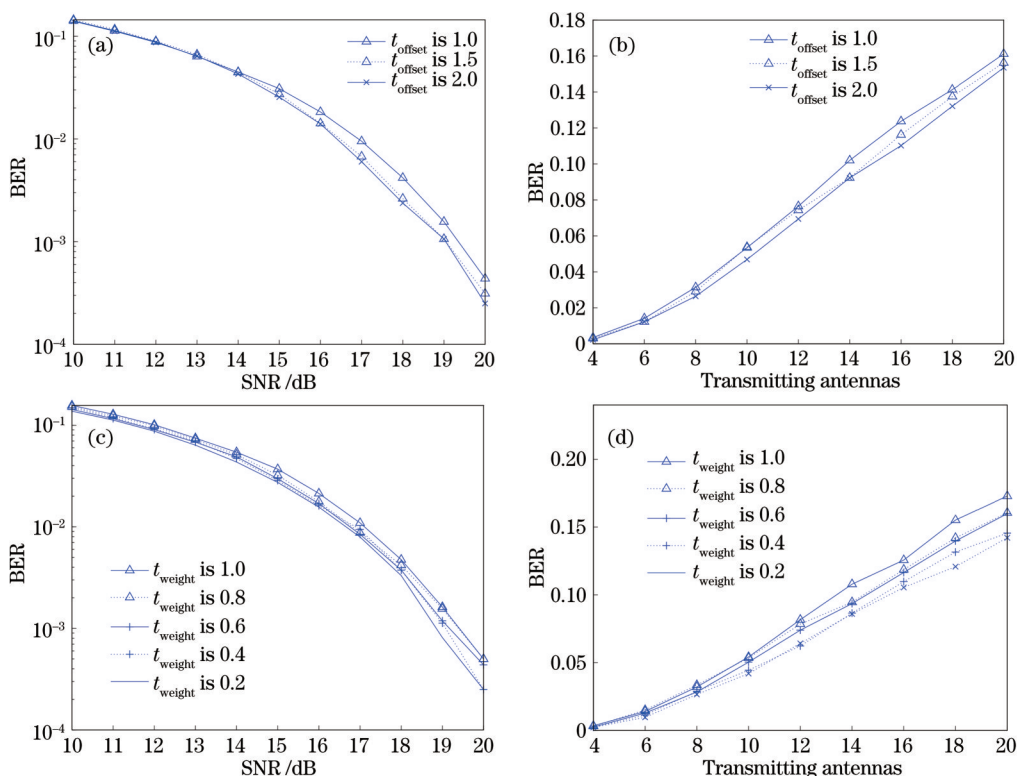 (a)
t_offset is 1.0
t_offset is 1.5
t_offset is 2.0
10⁻¹
10⁻²
10⁻³
10⁻⁴
BER
10 11 12 13 14 15 16 17 18 19 20
SNR /dB
(b)
t_offset is 1.0
t_offset is 1.5
t_offset is 2.0
0.18
0.16
0.14
0.12
0.10
0.08
0.06
0.04
0.02
0
BER
4 6 8 10 12 14 16 18 20
Transmitting antennas
(c)
t_weight is 1.0
t_weight is 0.8
t_weight is 0.6
t_weight is 0.4
t_weight is 0.2
10⁻¹
10⁻²
10⁻³
10⁻⁴
BER
10 11 12 13 14 15 16 17 18 19 20
SNR /dB
(d)
t_weight is 1.0
t_weight is 0.8
t_weight is 0.6
t_weight is 0.4
t_weight is 0.2
0.20
0.15
0.10
0.05
0
BER
4 6 8 10 12 14 16 18 20
Transmitting antennas